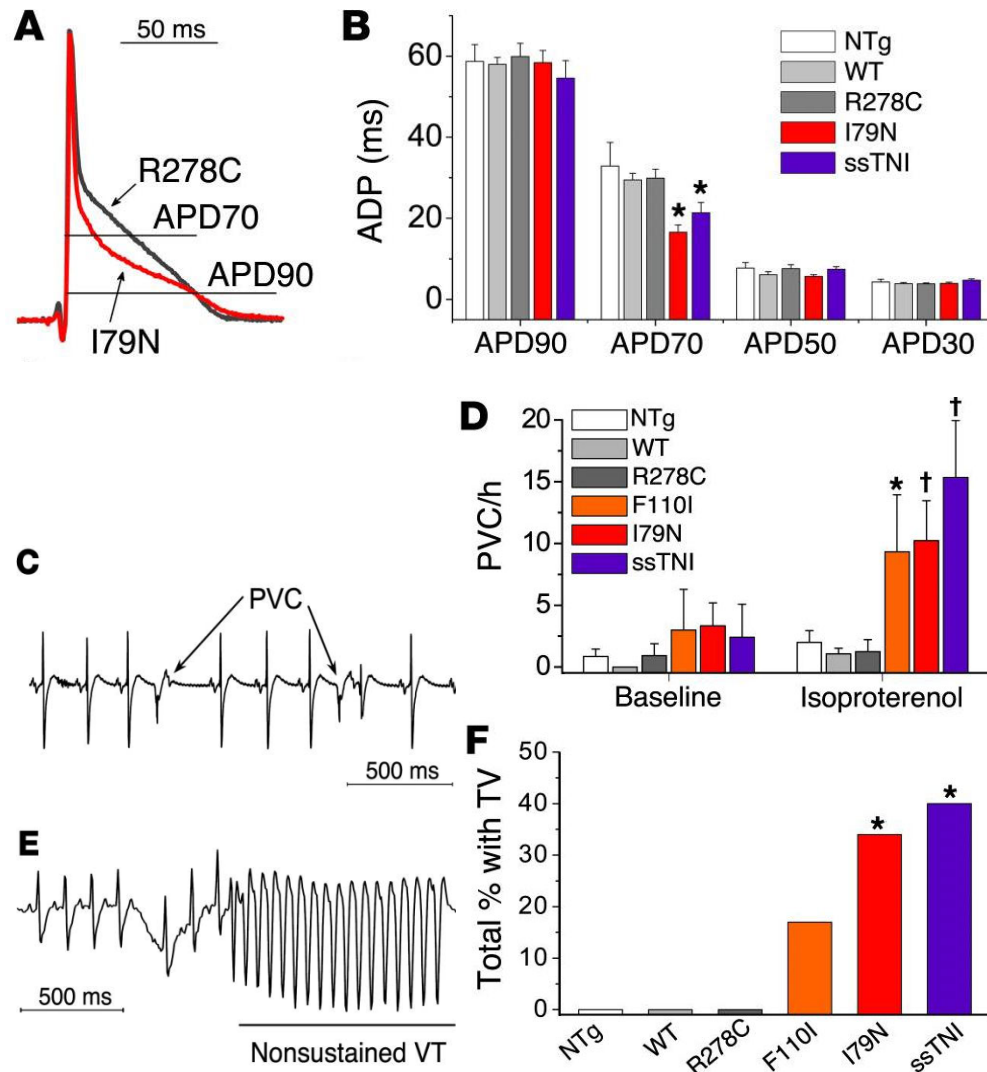 A
50 ms
R278C
APD70
APD90
I79N
B
ADP (ms)
60
40
20
0
NTg
WT
R278C
I79N
ssTNI
*
*
APD90 APD70 APD50 APD30
C
PVC
500 ms
D
PVC/h
20
15
10
5
0
NTg
WT
R278C
F110I
I79N
ssTNI
* † †
Baseline Isoproterenol
E
500 ms
Nonsustained VT
F
Total % with TV
50
40
30
20
10
0
*
*
NTg WT R278C F110I I79N ssTNI